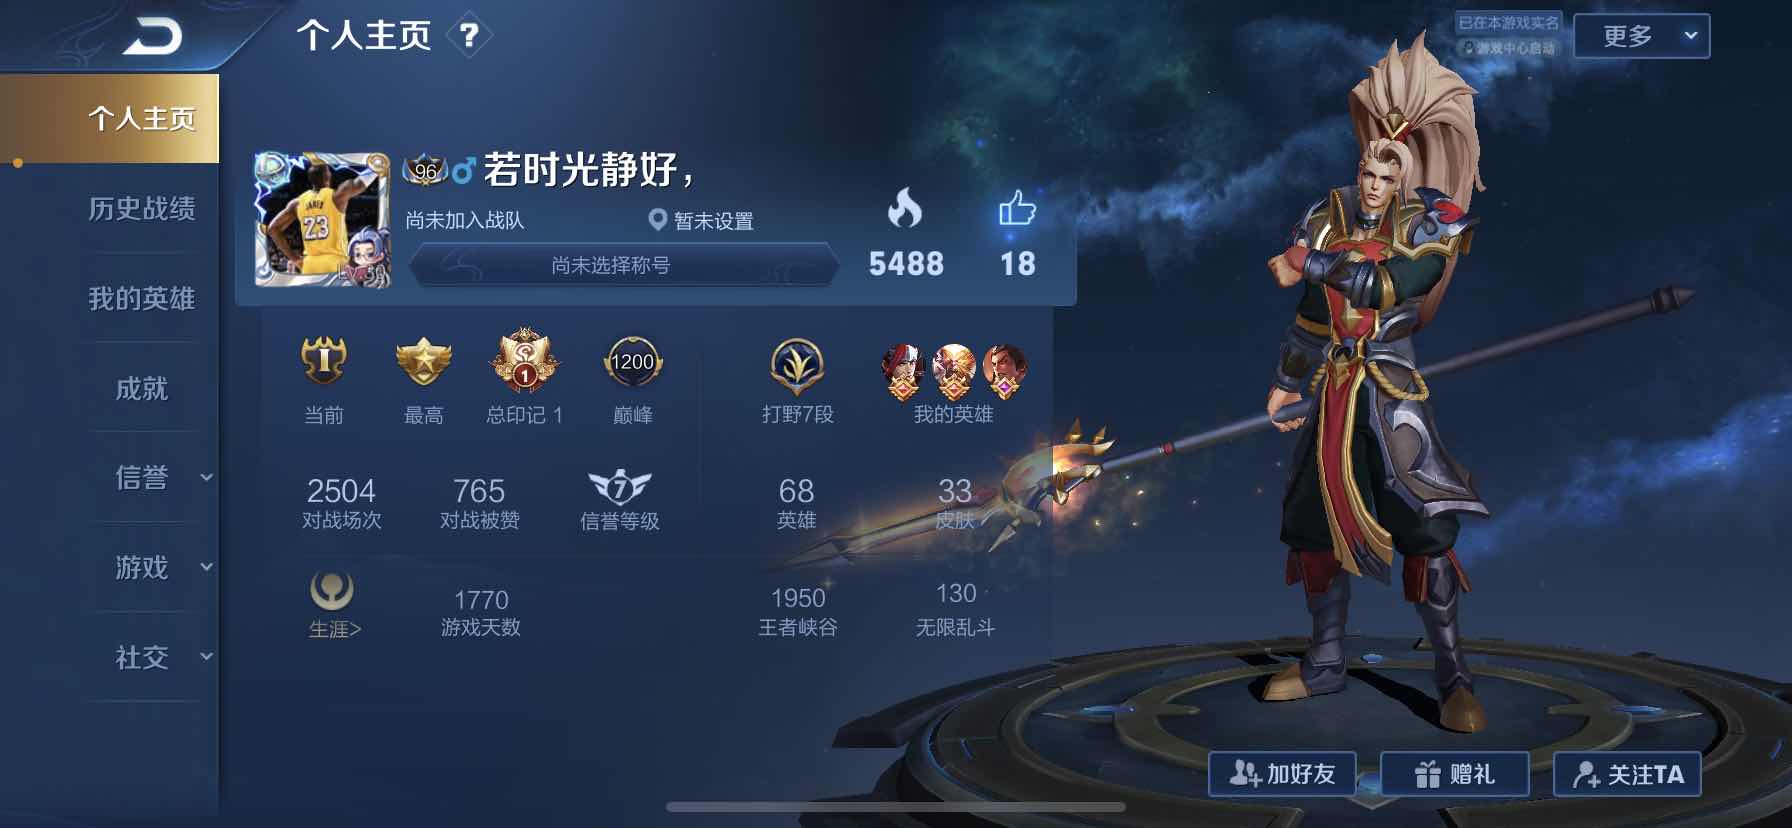 个人主页 ?
已在本游戏实名
游戏中心启动
更多
个人主页
历史战绩
我的英雄
成就
信誉
游戏
社交
JAMES
23
Lv.30
96 若时光静好，
尚未加入战队 暂未设置
尚未选择称号
5488 18
1 1200
当前 最高 总印记 1 巅峰 打野7段 我的英雄
2504 765 7 68 33
对战场次 对战被赞 信誉等级 英雄 皮肤
1770 1950 130
生涯> 游戏天数 王者峡谷 无限乱斗
加好友 赠礼 关注TA